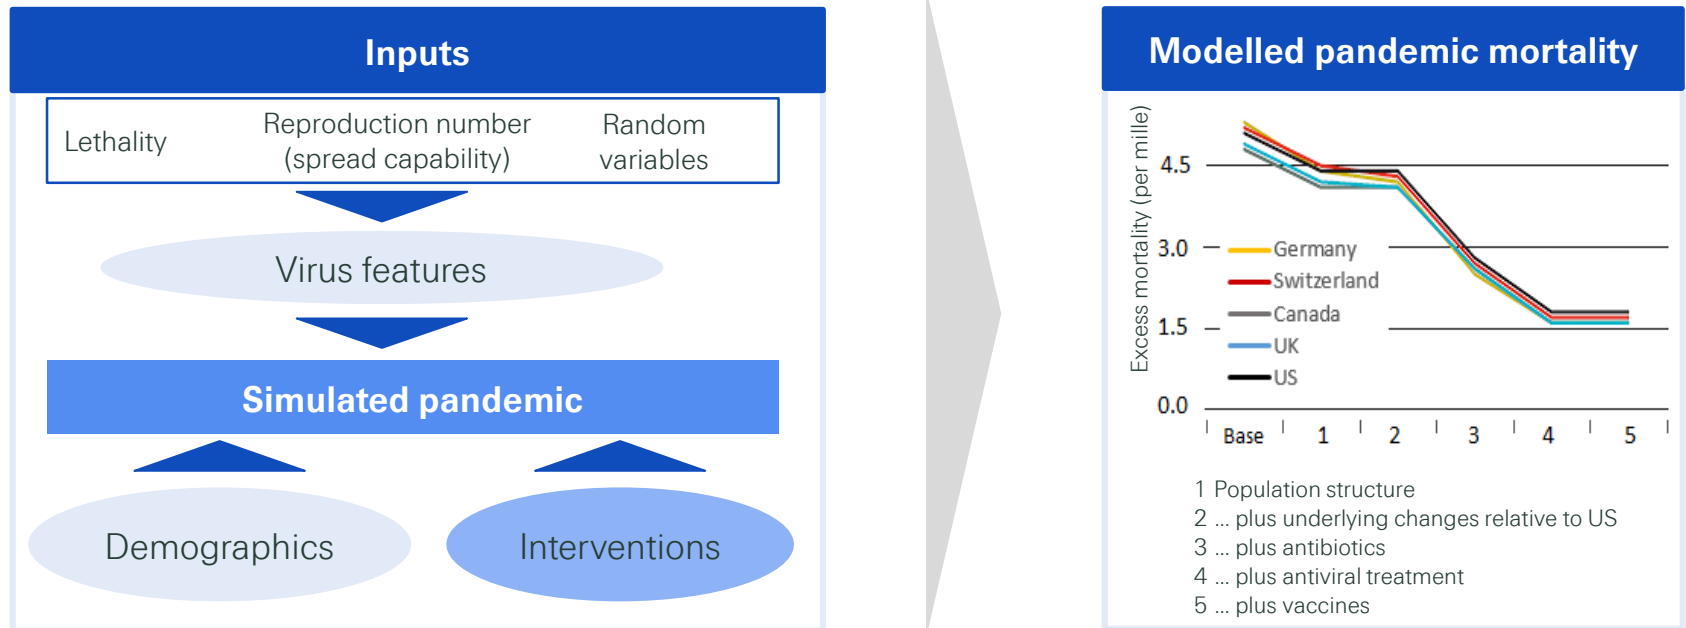 Inputs
Lethality
Reproduction number
(spread capability)
Random
variables
Virus features
Simulated pandemic
Demographics
Interventions
Modelled pandemic mortality
Excess mortality (per mille)
4.5
3.0
1.5
0.0
Germany
Switzerland
Canada
UK
US
Base 1 2 3 4 5
1 Population structure
2 ... plus underlying changes relative to US
3 ... plus antibiotics
4 ... plus antiviral treatment
5 ... plus vaccines